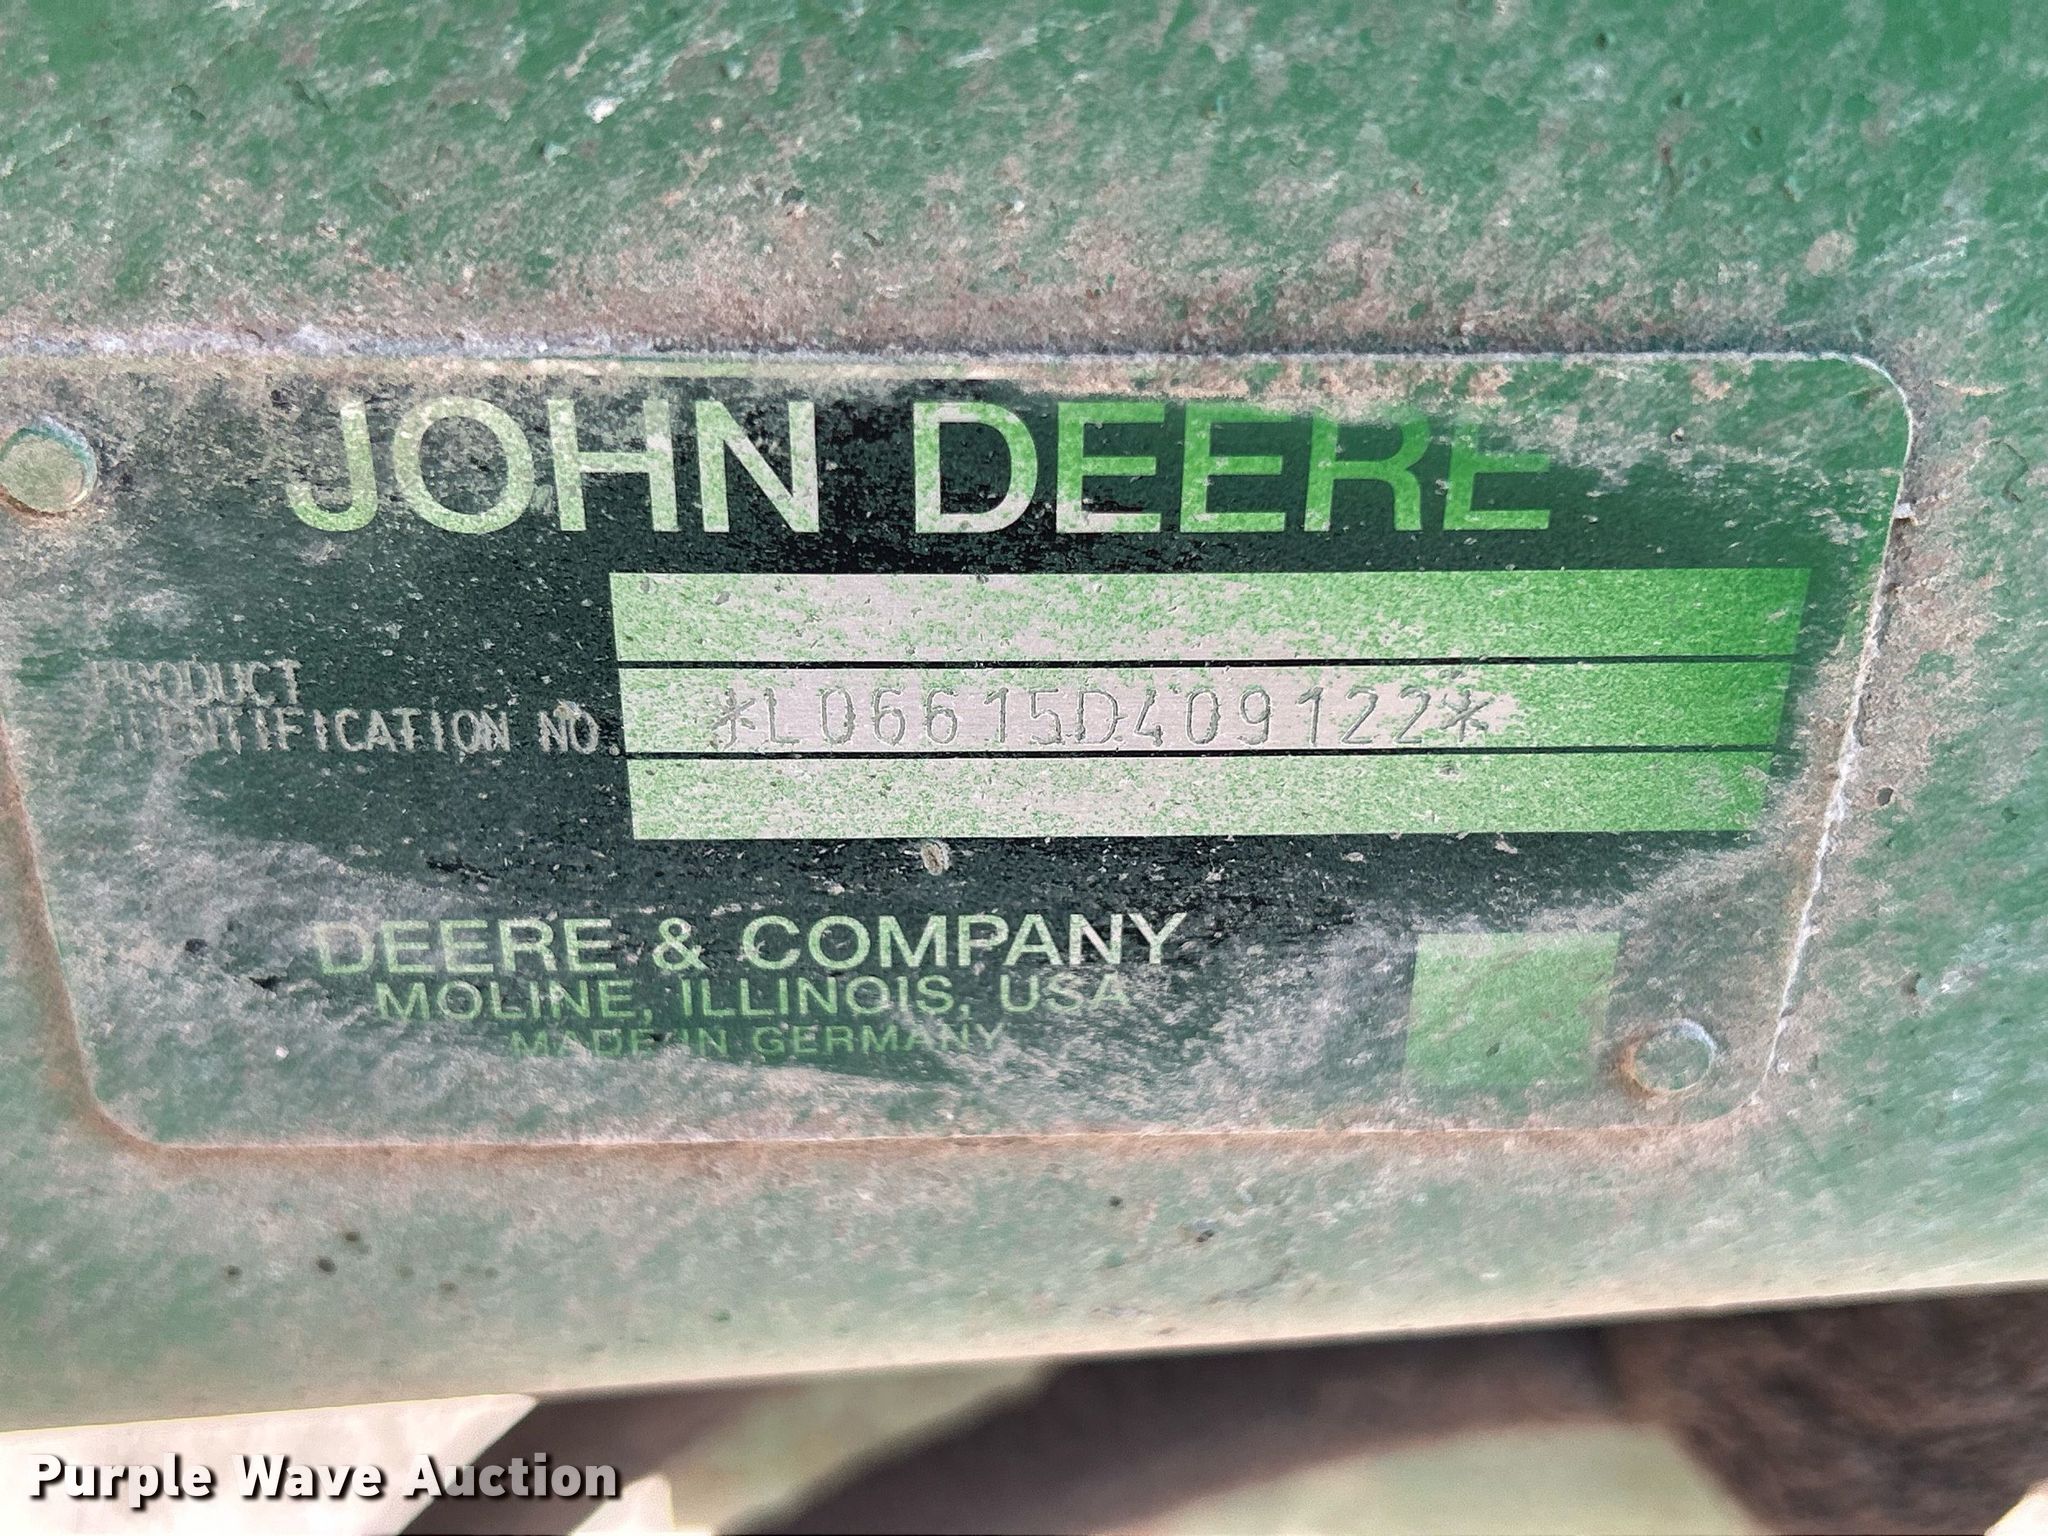 JOHN DEERE
PRODUCT
IDENTIFICATION NO.
*L06615D409122*
DEERE & COMPANY
MOLINE, ILLINOIS, USA
MADE IN GERMANY
Purple Wave Auction